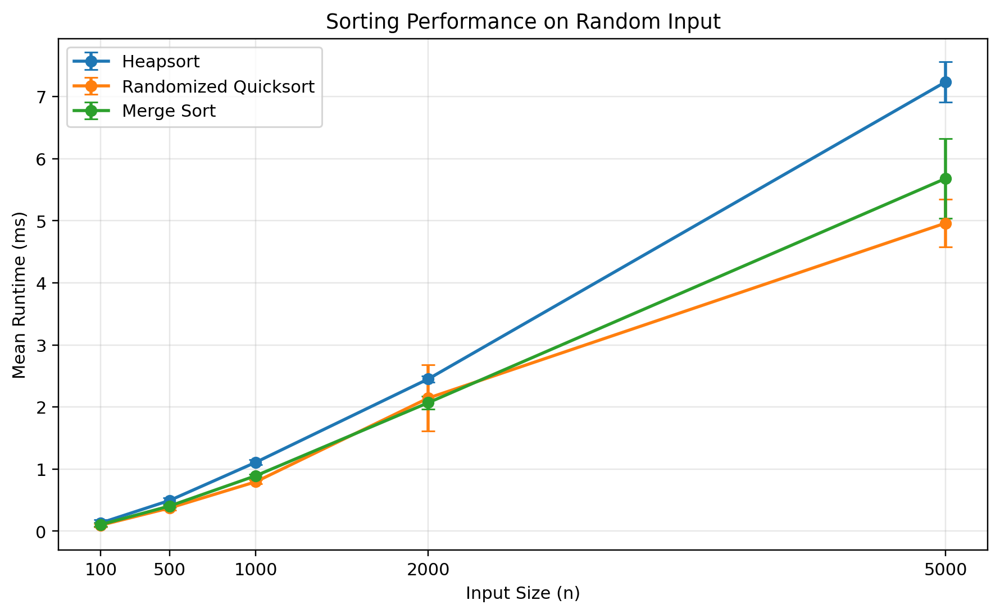 Sorting Performance on Random Input
Heapsort
Randomized Quicksort
Merge Sort
Mean Runtime (ms)
7
6
5
4
3
2
1
0
100 500 1000 2000 5000
Input Size (n)